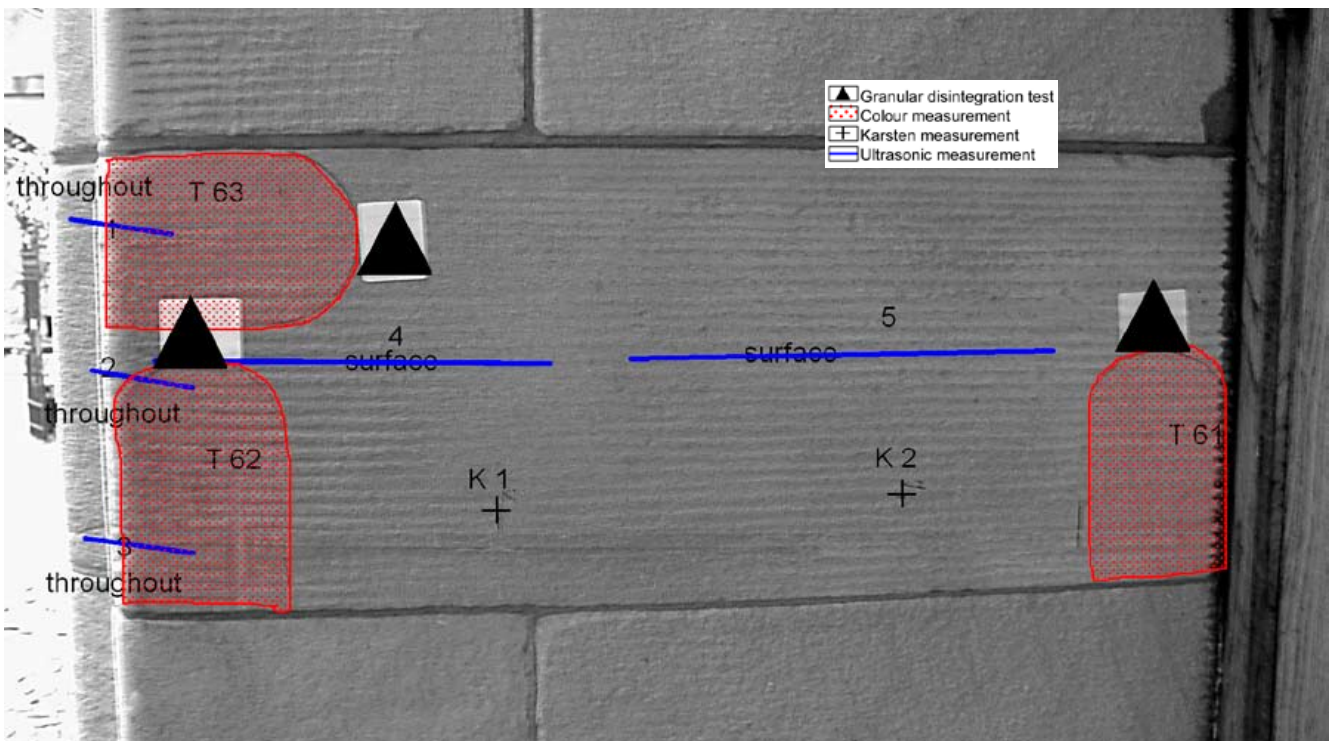 Granular disintegration test
Colour measurement
Karsten measurement
Ultrasonic measurement
throughout
T 63
1
4
surface
5
surface
2
throughout
T 62
T 61
K 1
K 2
3
throughout